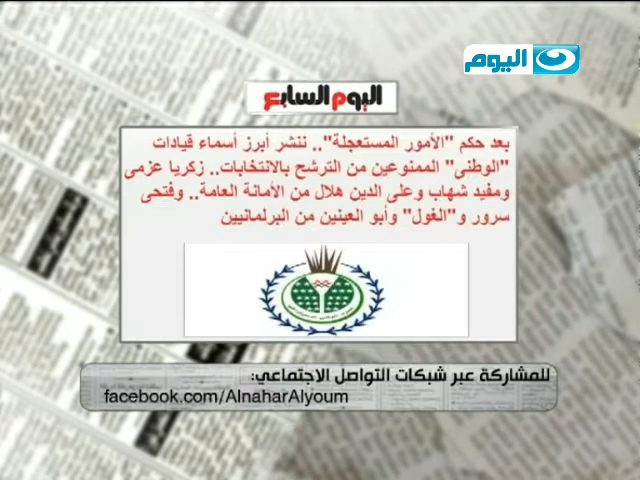 اليوم
اليوم السابع
بعد حكم "الأمور المستعجلة".. ننشر أبرز أسماء قيادات
"الوطنى" الممنوعين من الترشح بالانتخابات.. زكريا عزمى
ومفيد شهاب وعلى الدين هلال من الأمانة العامة.. وفتحى
سرور و"الغول" وأبو العينين من البرلمانيين
للمشاركة عبر شبكات التواصل الاجتماعي:
facebook.com/AlnaharAlyoum